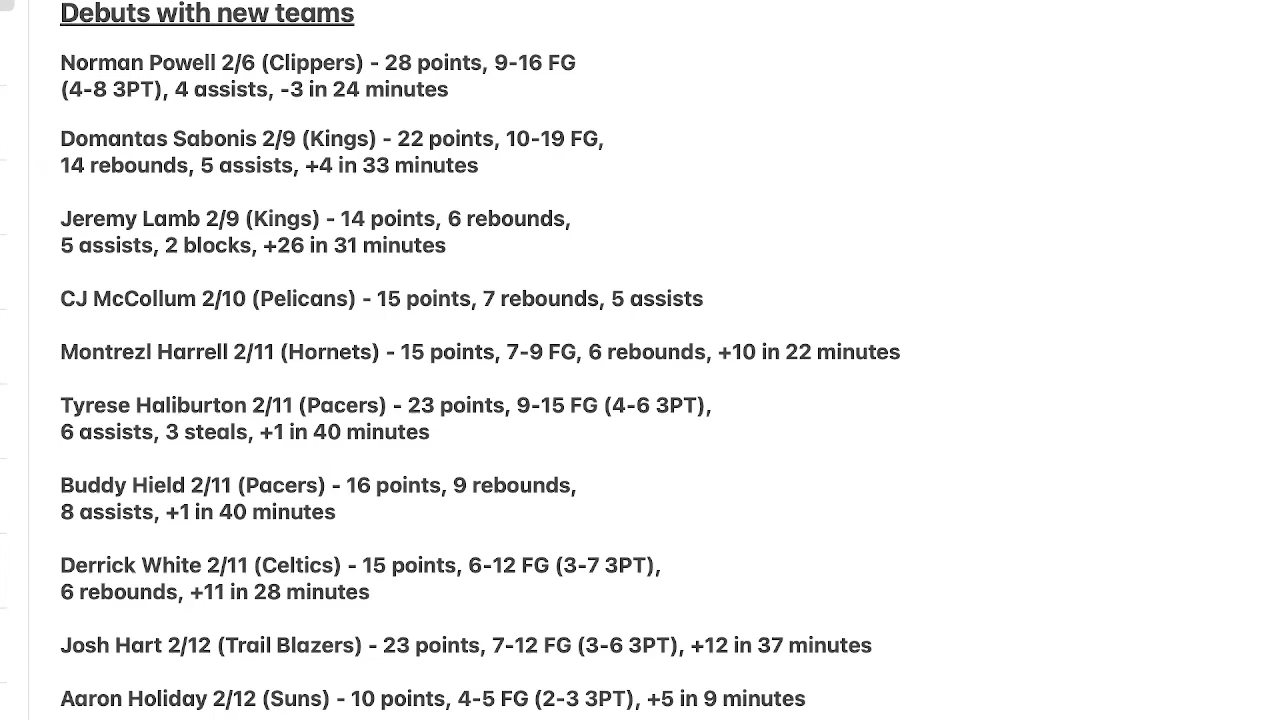 Debuts with new teams
Norman Powell 2/6 (Clippers) - 28 points, 9-16 FG
(4-8 3PT), 4 assists, -3 in 24 minutes
Domantas Sabonis 2/9 (Kings) - 22 points, 10-19 FG,
14 rebounds, 5 assists, +4 in 33 minutes
Jeremy Lamb 2/9 (Kings) - 14 points, 6 rebounds,
5 assists, 2 blocks, +26 in 31 minutes
CJ McCollum 2/10 (Pelicans) - 15 points, 7 rebounds, 5 assists
Montrezl Harrell 2/11 (Hornets) - 15 points, 7-9 FG, 6 rebounds, +10 in 22 minutes
Tyrese Haliburton 2/11 (Pacers) - 23 points, 9-15 FG (4-6 3PT),
6 assists, 3 steals, +1 in 40 minutes
Buddy Hield 2/11 (Pacers) - 16 points, 9 rebounds,
8 assists, +1 in 40 minutes
Derrick White 2/11 (Celtics) - 15 points, 6-12 FG (3-7 3PT),
6 rebounds, +11 in 28 minutes
Josh Hart 2/12 (Trail Blazers) - 23 points, 7-12 FG (3-6 3PT), +12 in 37 minutes
Aaron Holiday 2/12 (Suns) - 10 points, 4-5 FG (2-3 3PT), +5 in 9 minutes